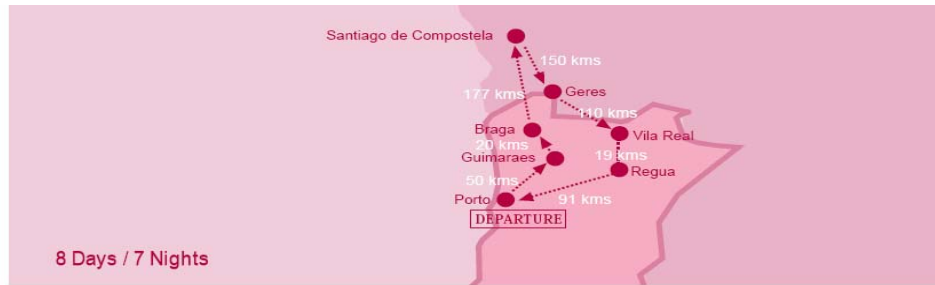 Santiago de Compostela
150 kms
177 kms
Geres
110 kms
Braga
Vila Real
20 kms
19 kms
Guimaraes
Regua
50 kms
Porto
91 kms
DEPARTURE
8 Days / 7 Nights